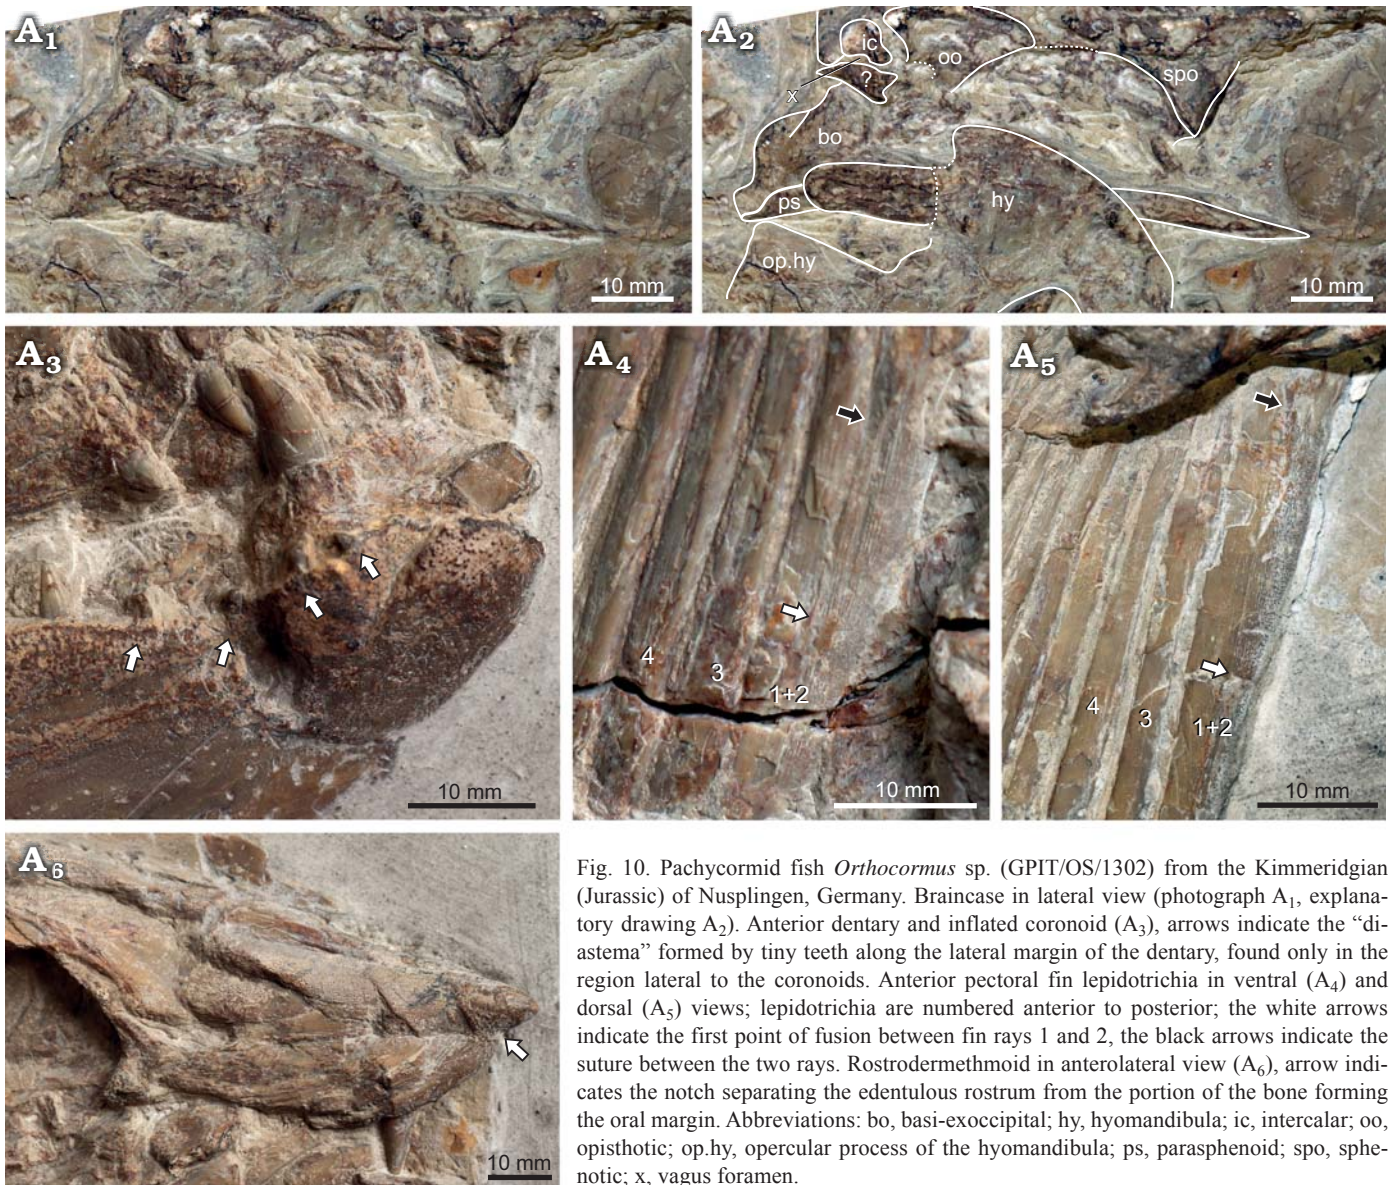 A1
A2
ic
oo
x
?
spo
bo
ps
hy
op.hy
10 mm
10 mm
A3
A4
A5
4
3
1+2
4
3
1+2
10 mm
10 mm
10 mm
A6
10 mm
Fig. 10. Pachycormid fish Orthocormus sp. (GPIT/OS/1302) from the Kimmeridgian
(Jurassic) of Nusplingen, Germany. Braincase in lateral view (photograph A1, explana-
tory drawing A2). Anterior dentary and inflated coronoid (A3), arrows indicate the “di-
astema” formed by tiny teeth along the lateral margin of the dentary, found only in the
region lateral to the coronoids. Anterior pectoral fin lepidotrichia in ventral (A4) and
dorsal (A5) views; lepidotrichia are numbered anterior to posterior; the white arrows
indicate the first point of fusion between fin rays 1 and 2, the black arrows indicate the
suture between the two rays. Rostrodermethmoid in anterolateral view (A6), arrow indi-
cates the notch separating the edentulous rostrum from the portion of the bone forming
the oral margin. Abbreviations: bo, basi-exoccipital; hy, hyomandibula; ic, intercalar; oo,
opisthotic; op.hy, opercular process of the hyomandibula; ps, parasphenoid; spo, sphe-
notic; x, vagus foramen.